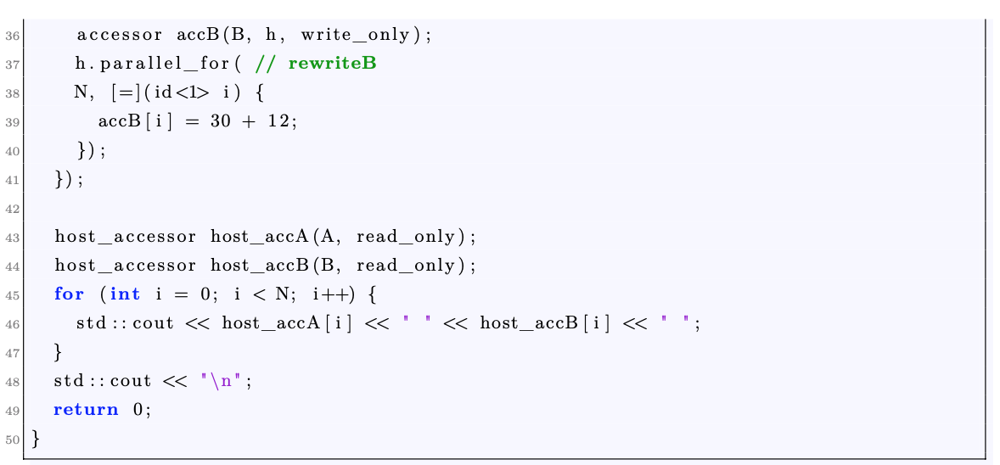 36 accessor accB(B, h, write_only);
37 h.parallel_for( // rewriteB
38 N, [=](id<1> i) {
39 accB[i] = 30 + 12;
40 });
41 });
42
43 host_accessor host_accA(A, read_only);
44 host_accessor host_accB(B, read_only);
45 for (int i = 0; i < N; i++) {
46 std::cout << host_accA[i] << " " << host_accB[i] << " ";
47 }
48 std::cout << "\n";
49 return 0;
50 }